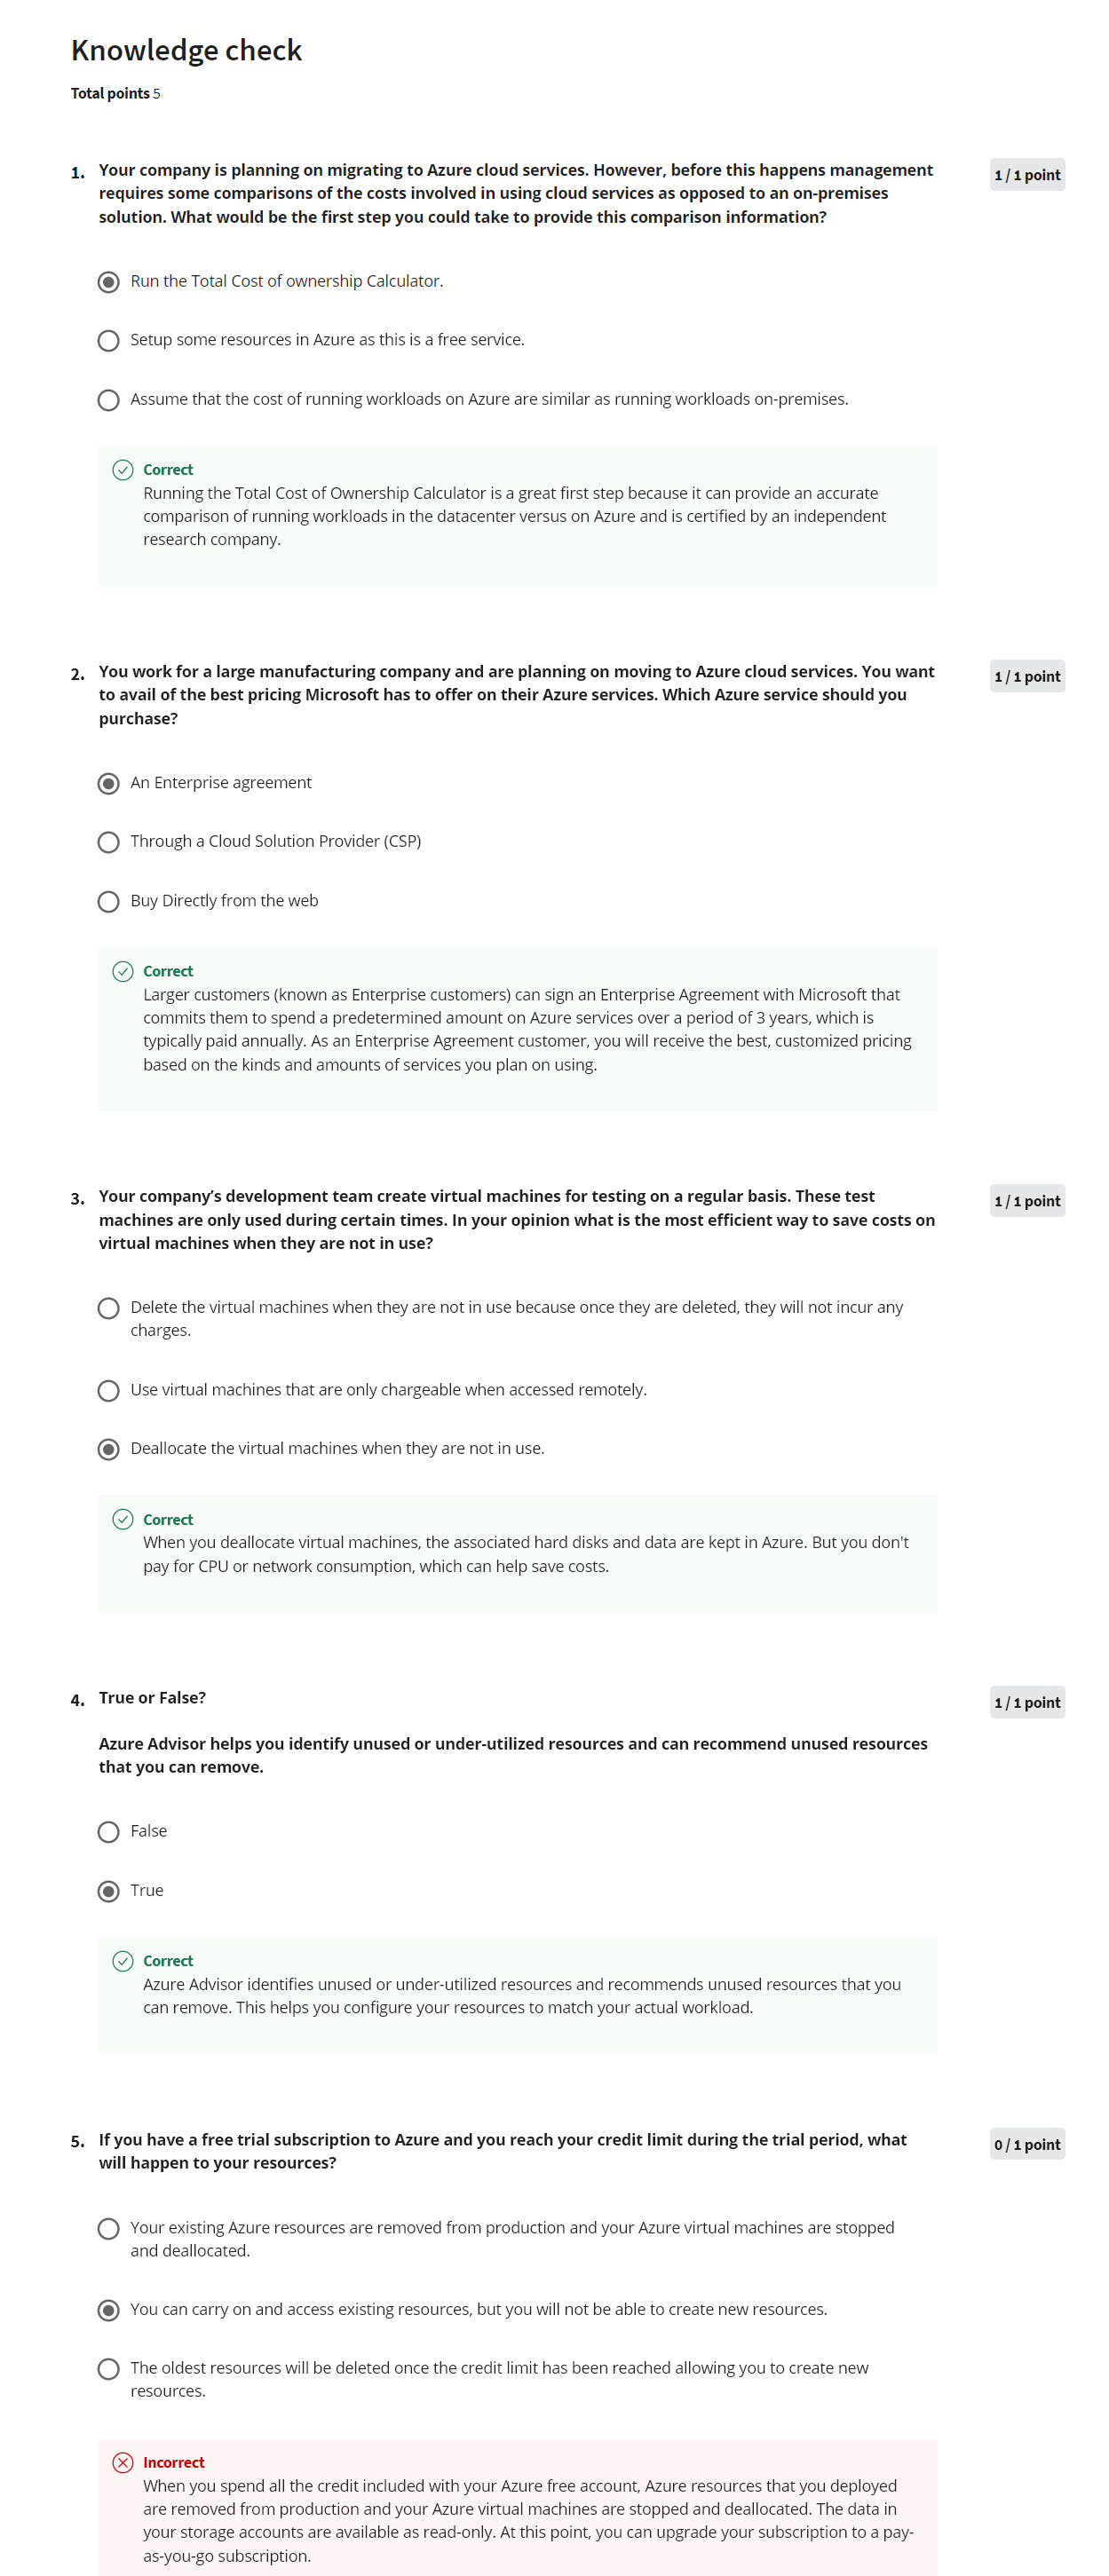 Knowledge check
Total points 5
1. Your company is planning on migrating to Azure cloud services. However, before this happens management
requires some comparisons of the costs involved in using cloud services as opposed to an on-premises
solution. What would be the first step you could take to provide this comparison information?
1 / 1 point
Run the Total Cost of ownership Calculator.
Setup some resources in Azure as this is a free service.
Assume that the cost of running workloads on Azure are similar as running workloads on-premises.
Correct
Running the Total Cost of Ownership Calculator is a great first step because it can provide an accurate
comparison of running workloads in the datacenter versus on Azure and is certified by an independent
research company.
2. You work for a large manufacturing company and are planning on moving to Azure cloud services. You want
to avail of the best pricing Microsoft has to offer on their Azure services. Which Azure service should you
purchase?
1 / 1 point
An Enterprise agreement
Through a Cloud Solution Provider (CSP)
Buy Directly from the web
Correct
Larger customers (known as Enterprise customers) can sign an Enterprise Agreement with Microsoft that
commits them to spend a predetermined amount on Azure services over a period of 3 years, which is
typically paid annually. As an Enterprise Agreement customer, you will receive the best, customized pricing
based on the kinds and amounts of services you plan on using.
3. Your company’s development team create virtual machines for testing on a regular basis. These test
machines are only used during certain times. In your opinion what is the most efficient way to save costs on
virtual machines when they are not in use?
1 / 1 point
Delete the virtual machines when they are not in use because once they are deleted, they will not incur any
charges.
Use virtual machines that are only chargeable when accessed remotely.
Deallocate the virtual machines when they are not in use.
Correct
When you deallocate virtual machines, the associated hard disks and data are kept in Azure. But you don't
pay for CPU or network consumption, which can help save costs.
4. True or False?
1 / 1 point
Azure Advisor helps you identify unused or under-utilized resources and can recommend unused resources
that you can remove.
False
True
Correct
Azure Advisor identifies unused or under-utilized resources and recommends unused resources that you
can remove. This helps you configure your resources to match your actual workload.
5. If you have a free trial subscription to Azure and you reach your credit limit during the trial period, what
will happen to your resources?
0 / 1 point
Your existing Azure resources are removed from production and your Azure virtual machines are stopped
and deallocated.
You can carry on and access existing resources, but you will not be able to create new resources.
The oldest resources will be deleted once the credit limit has been reached allowing you to create new
resources.
Incorrect
When you spend all the credit included with your Azure free account, Azure resources that you deployed
are removed from production and your Azure virtual machines are stopped and deallocated. The data in
your storage accounts are available as read-only. At this point, you can upgrade your subscription to a pay-
as-you-go subscription.